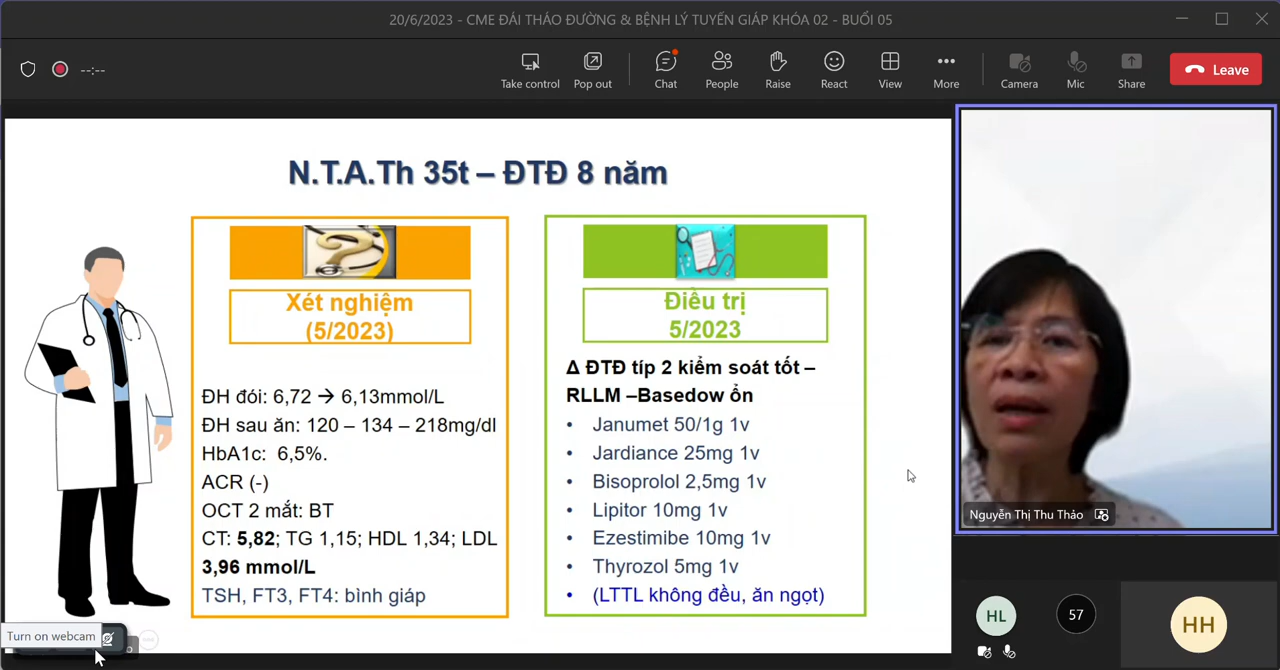 20/6/2023 - CME ĐÁI THÁO ĐƯỜNG & BỆNH LÝ TUYẾN GIÁP KHÓA 02 - BUỔI 05
--:--
Take control
Pop out
Chat
People
Raise
React
View
More
Camera
Mic
Share
Leave
N.T.A.Th 35t – ĐTĐ 8 năm
Xét nghiệm
(5/2023)
ĐH đói: 6,72 → 6,13mmol/L
ĐH sau ăn: 120 – 134 – 218mg/dl
HbA1c: 6,5%.
ACR (-)
OCT 2 mắt: BT
CT: 5,82; TG 1,15; HDL 1,34; LDL
3,96 mmol/L
TSH, FT3, FT4: bình giáp
Điều trị
5/2023
Δ ĐTĐ típ 2 kiểm soát tốt –
RLLM –Basedow ổn
• Janumet 50/1g 1v
• Jardiance 25mg 1v
• Bisoprolol 2,5mg 1v
• Lipitor 10mg 1v
• Ezestimibe 10mg 1v
• Thyrozol 5mg 1v
• (LTTL không đều, ăn ngọt)
Nguyễn Thị Thu Thảo
HL
57
HH
Turn on webcam